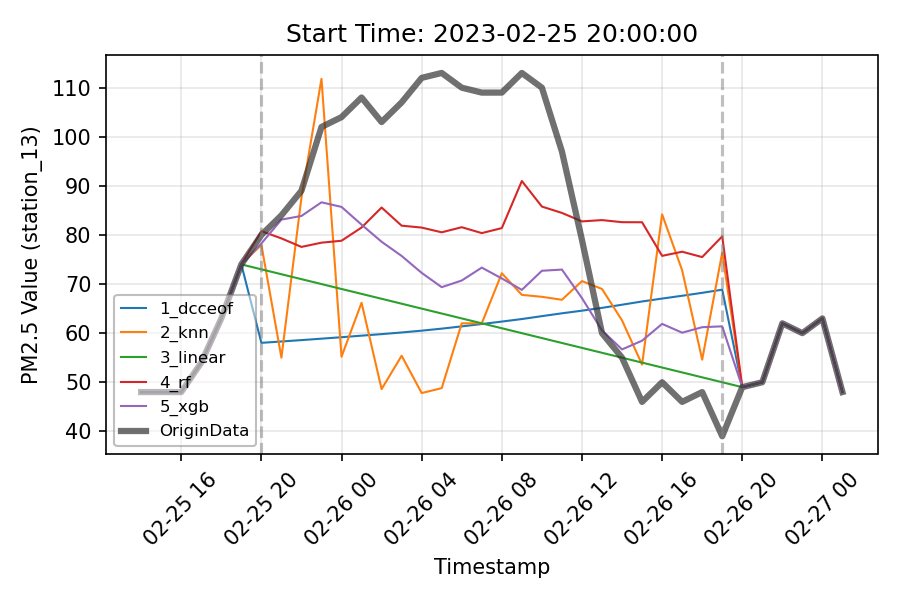 Start Time: 2023-02-25 20:00:00
PM2.5 Value (station_13)
110
100
90
80
70
60
50
40
1_dcceof
2_knn
3_linear
4_rf
5_xgb
OriginData
02-25 16
02-25 20
02-26 00
02-26 04
02-26 08
02-26 12
02-26 16
02-26 20
02-27 00
Timestamp